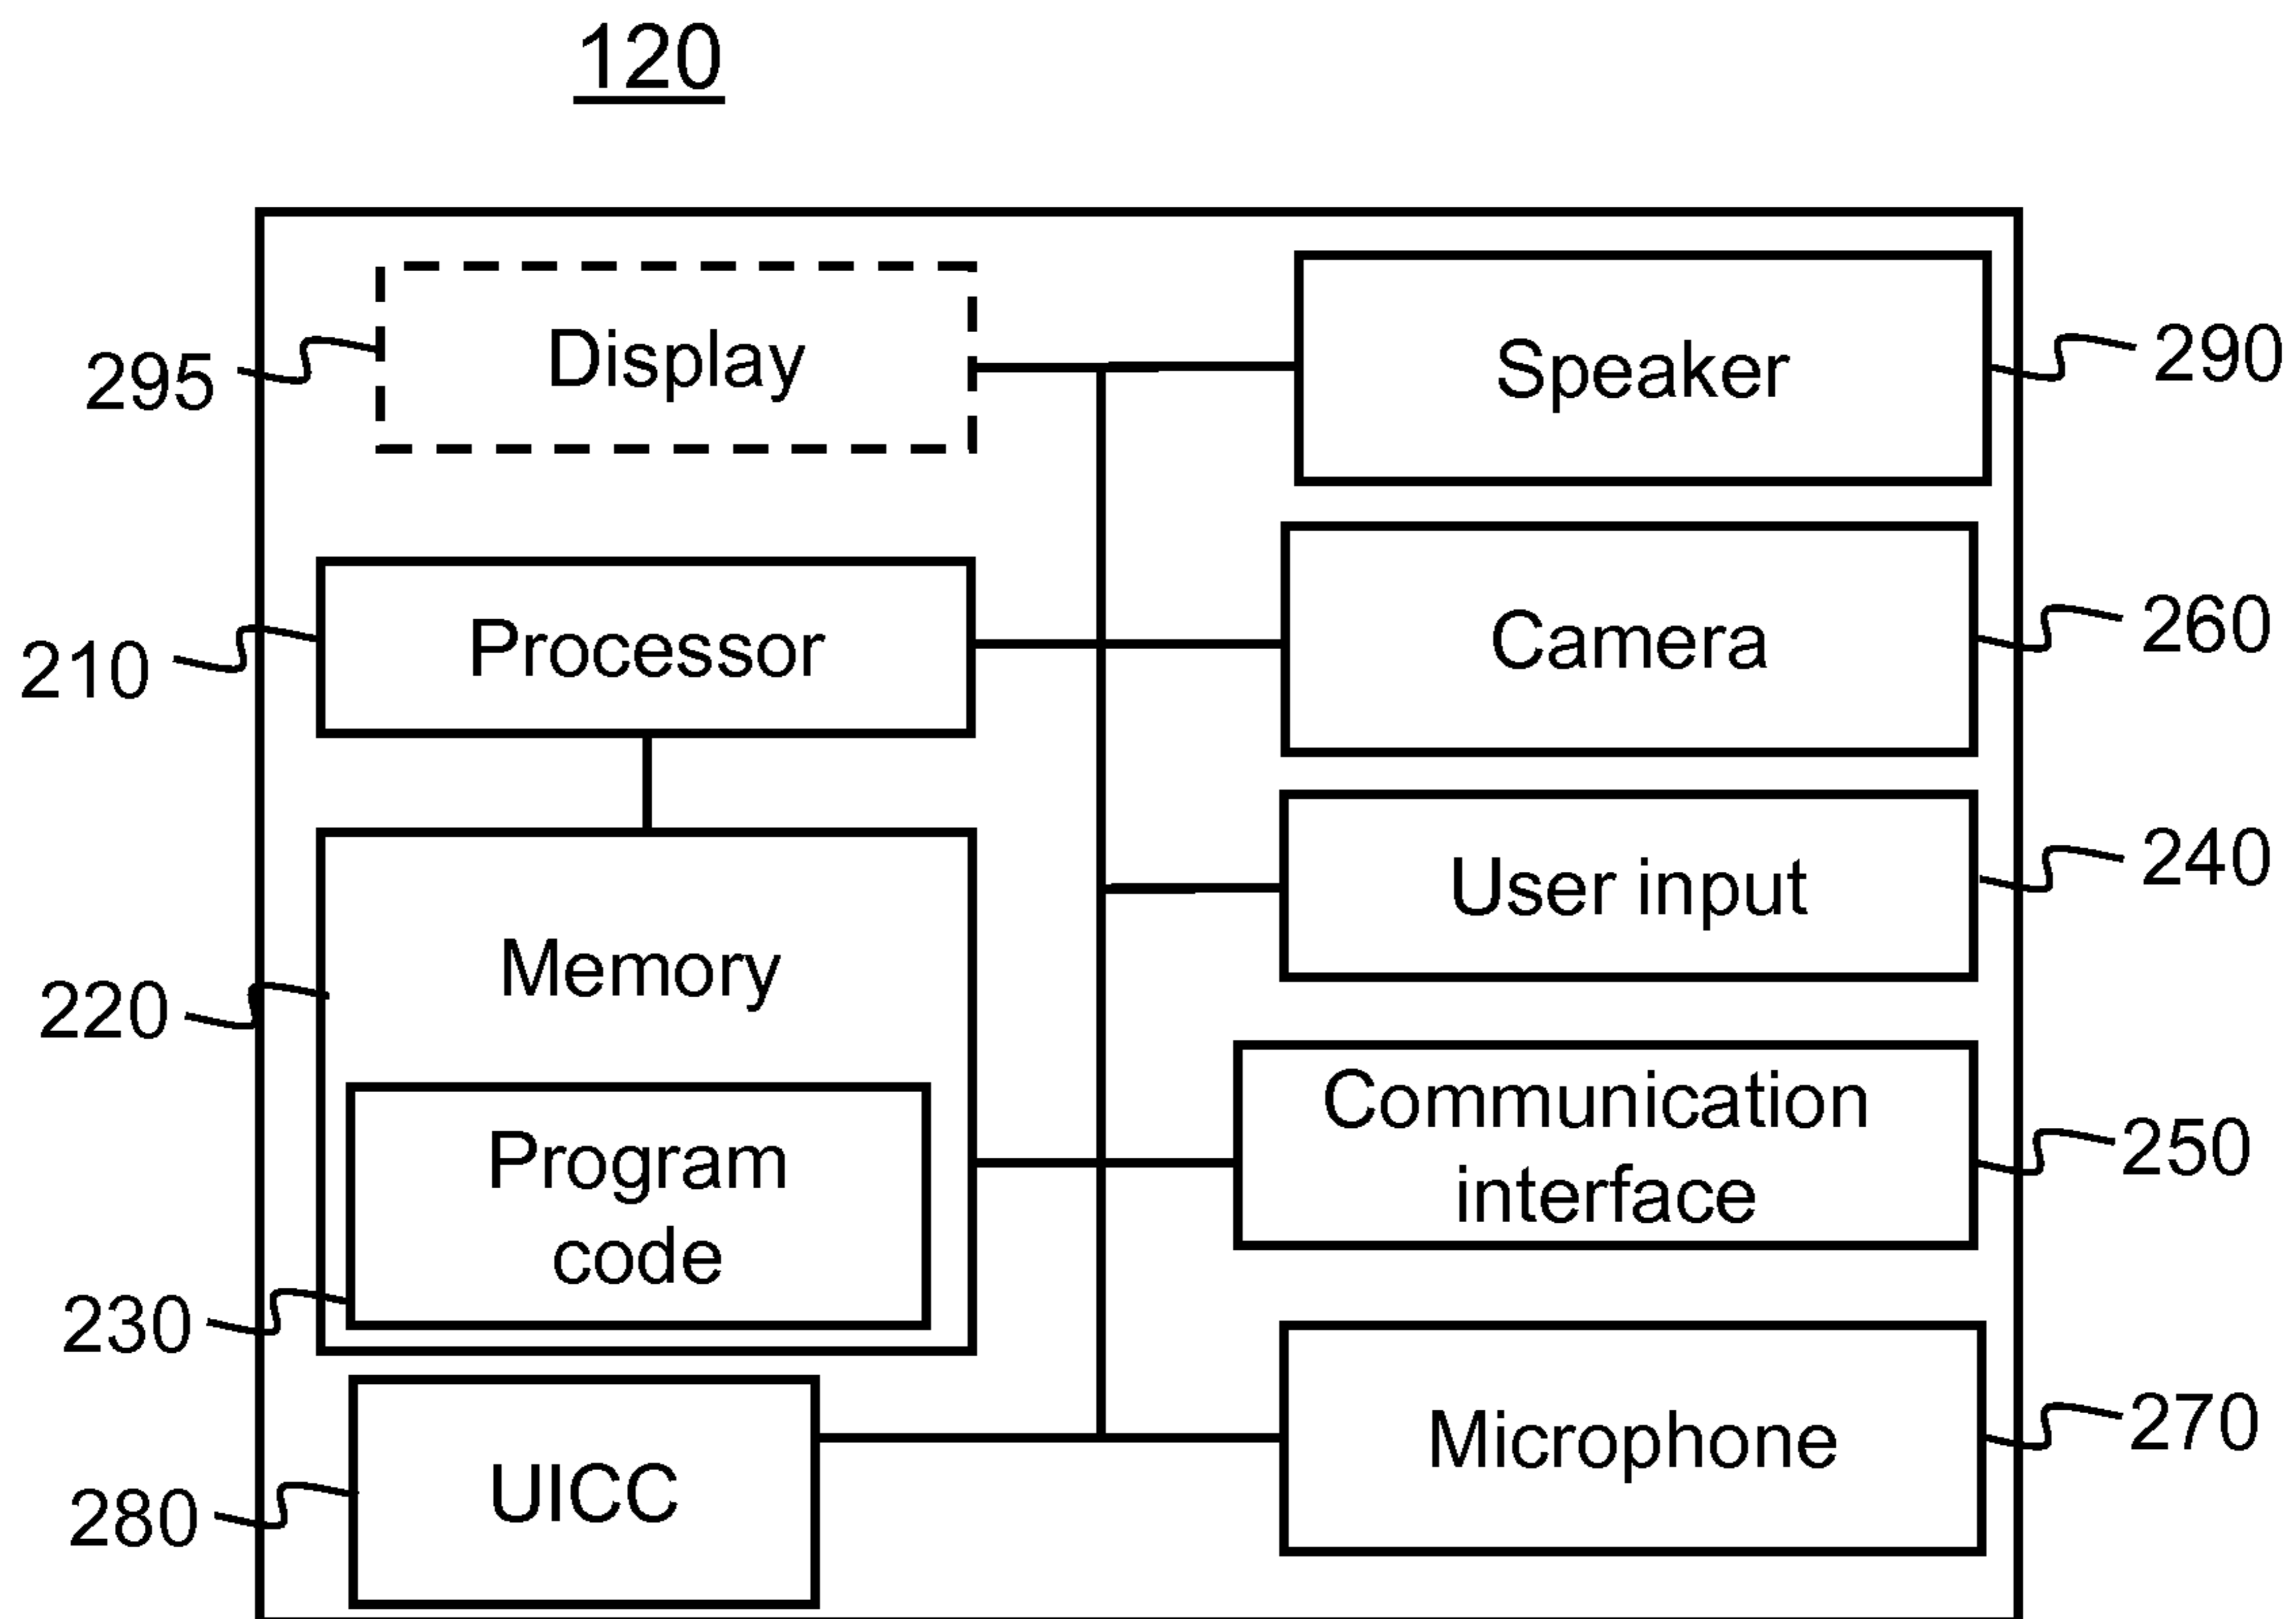 120
Display
295
Speaker
290
Processor
210
Camera
260
User input
240
Memory
220
Communication
interface
250
Program
code
230
UICC
280
Microphone
270